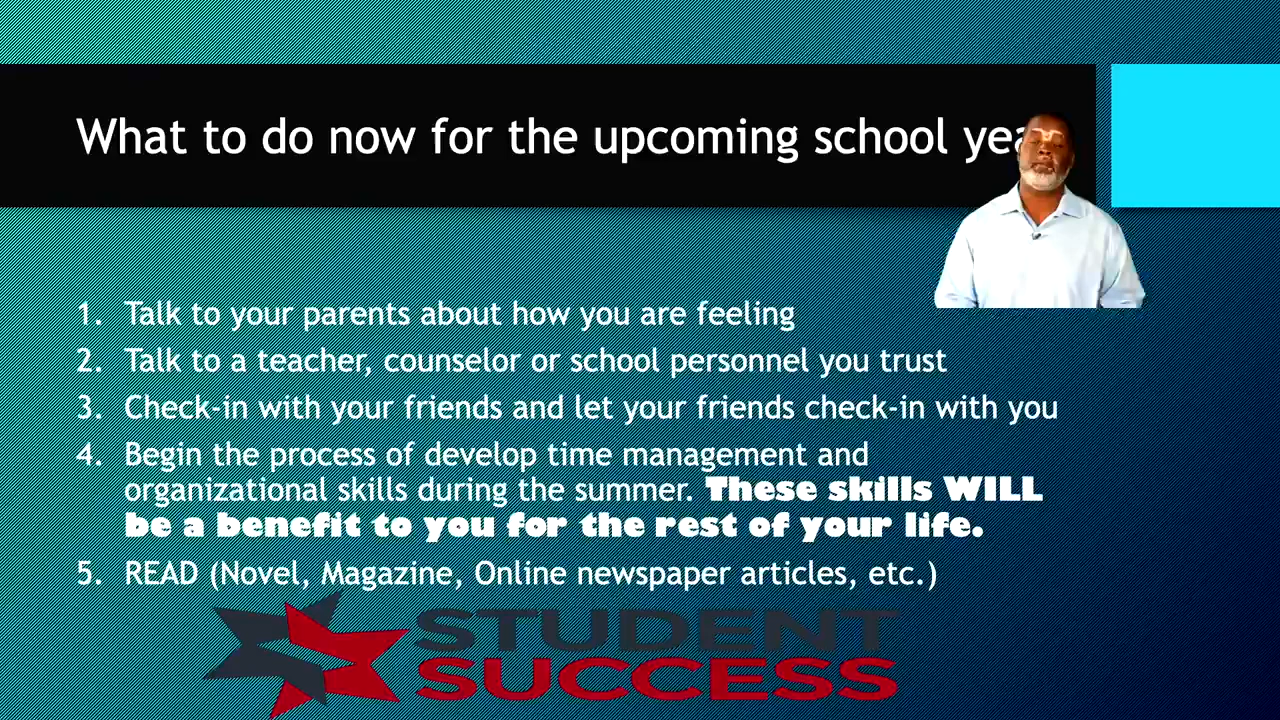 What to do now for the upcoming school yea
1. Talk to your parents about how you are feeling
2. Talk to a teacher, counselor or school personnel you trust
3. Check-in with your friends and let your friends check-in with you
4. Begin the process of develop time management and
organizational skills during the summer. These skills WILL
be a benefit to you for the rest of your life.
5. READ (Novel, Magazine, Online newspaper articles, etc.)
STUDENT
SUCCESS